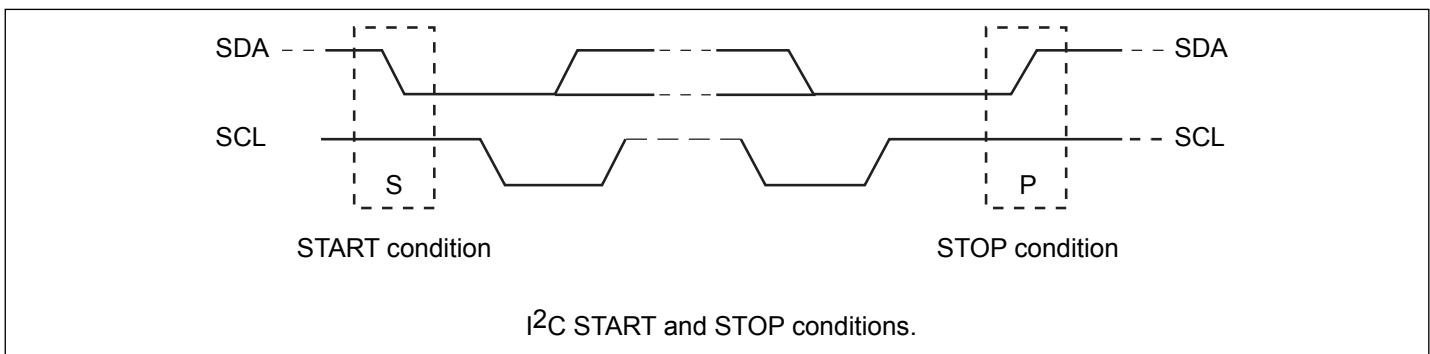 SDA SDA
SCL SCL
S P
START condition STOP condition
I²C START and STOP conditions.